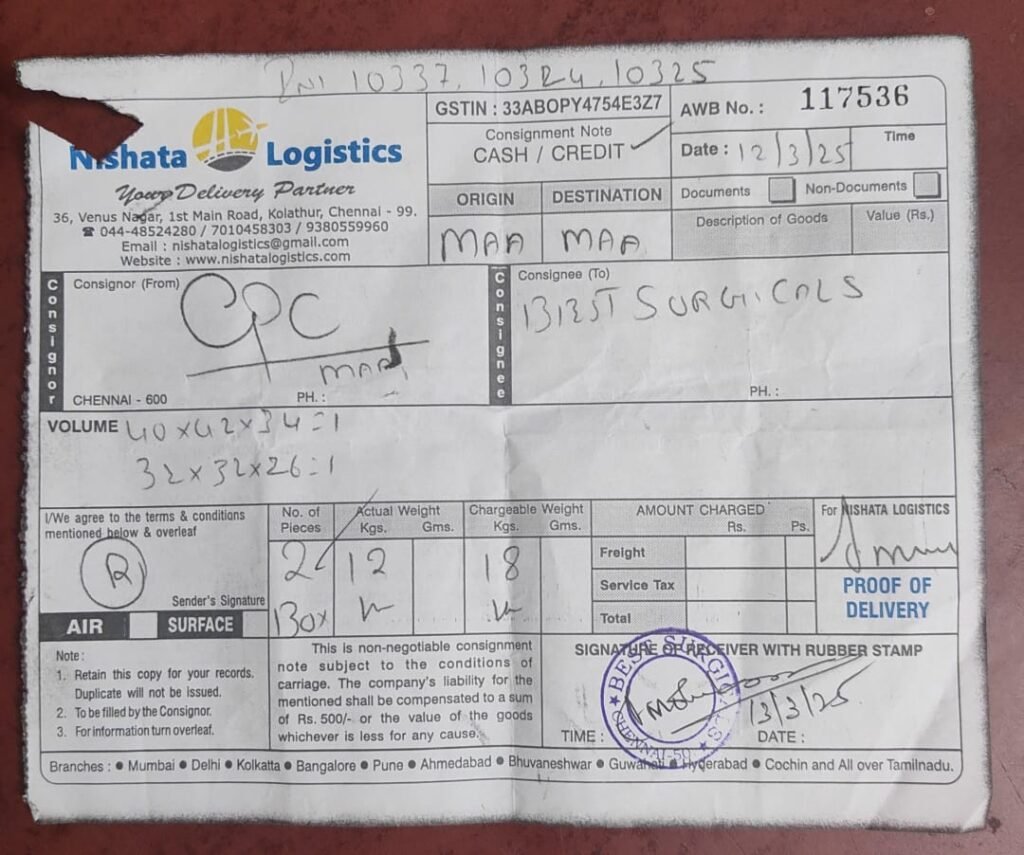 10337, 10324, 10325
Nishata Logistics
Your Delivery Partner
36, Venus Nagar, 1st Main Road, Kolathur, Chennai - 99.
☎ 044-48524280 / 7010458303 / 9380559960
Email : nishatalogistics@gmail.com
Website : www.nishatalogistics.com
GSTIN : 33ABOPY4754E3Z7
Consignment Note
CASH / CREDIT ✓
AWB No. : 117536
Date : 12/3/25
Time
ORIGIN DESTINATION
MAA MAA
Documents Non-Documents
Description of Goods Value (Rs.)
Consignor
Consignor (From)
CPC
MAA
CHENNAI - 600 PH. :
Consignee
Consignee (To)
BEST SURGICALS
PH. :
VOLUME 40x42x34=1
32x32x26=1
I/We agree to the terms & conditions
mentioned below & overleaf
R
Sender's Signature
AIR SURFACE
No. of Pieces
2
Box
Actual Weight
Kgs. Gms.
12
Chargeable Weight
Kgs. Gms.
18
AMOUNT CHARGED
Rs. Ps.
Freight
Service Tax
Total
For NISHATA LOGISTICS
PROOF OF
DELIVERY
Note :
1. Retain this copy for your records.
Duplicate will not be issued.
2. To be filled by the Consignor.
3. For information turn overleaf.
This is non-negotiable consignment
note subject to the conditions of
carriage. The company's liability for the
mentioned shall be compensated to a sum
of Rs. 500/- or the value of the goods
whichever is less for any cause.
SIGNATURE OF RECEIVER WITH RUBBER STAMP
★ BEST SURGICALS ★
CHENNAI-50
13/3/25
TIME : DATE :
Branches : ● Mumbai ● Delhi ● Kolkatta ● Bangalore ● Pune ● Ahmedabad ● Bhuvaneshwar ● Guwahati ● Hyderabad ● Cochin and All over Tamilnadu.